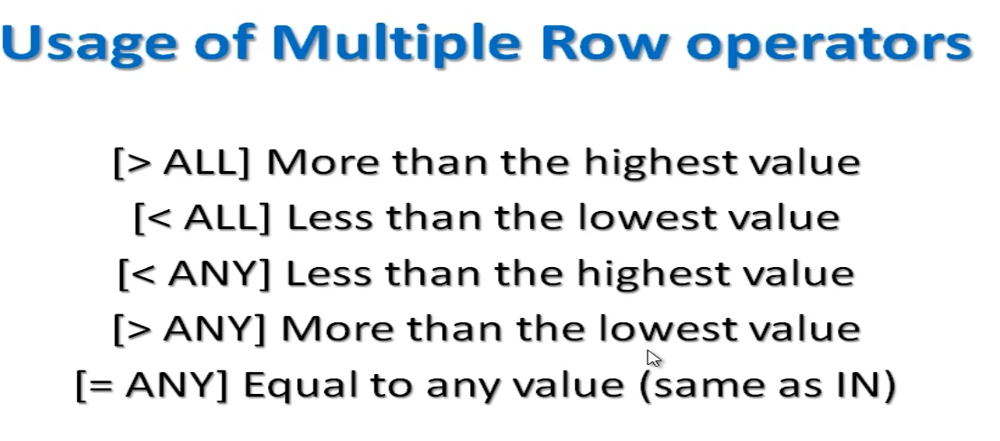 Usage of Multiple Row operators
[> ALL] More than the highest value
[< ALL] Less than the lowest value
[< ANY] Less than the highest value
[> ANY] More than the lowest value
[= ANY] Equal to any value (same as IN)